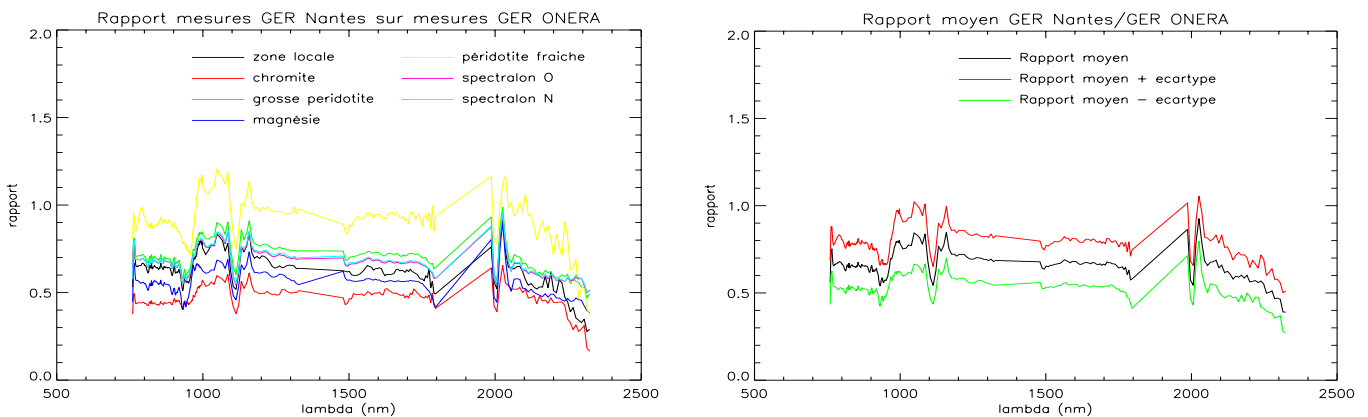 Rapport mesures GER Nantes sur mesures GER ONERA
2.0
1.5
1.0
0.5
0.0
rapport
zone locale
chromite
grosse peridotite
magnésie
péridotite fraiche
spectralon O
spectralon N
500
1000
1500
2000
2500
lambda (nm)
Rapport moyen GER Nantes/GER ONERA
2.0
1.5
1.0
0.5
0.0
rapport
Rapport moyen
Rapport moyen + ecartype
Rapport moyen − ecartype
500
1000
1500
2000
2500
lambda (nm)